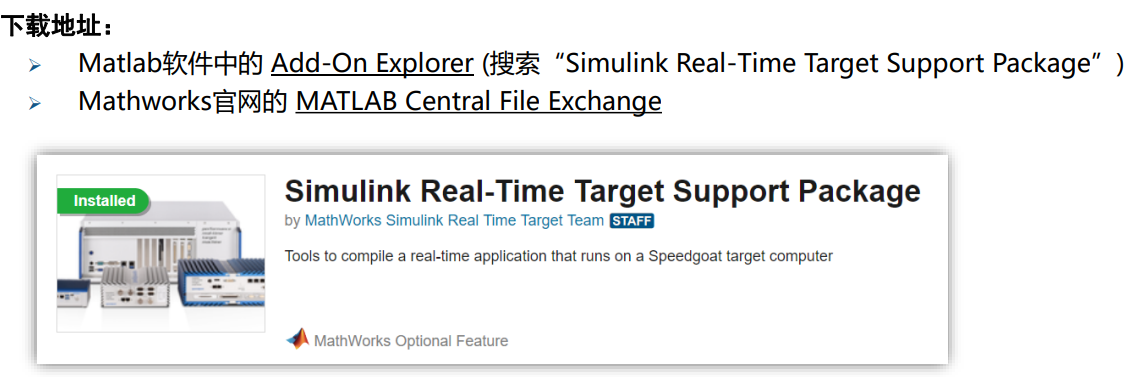 下载地址：
➢ Matlab软件中的 Add-On Explorer (搜索“Simulink Real-Time Target Support Package”)
➢ Mathworks官网的 MATLAB Central File Exchange
Installed
Simulink Real-Time Target Support Package
by MathWorks Simulink Real Time Target Team STAFF
Tools to compile a real-time application that runs on a Speedgoat target computer
MathWorks Optional Feature